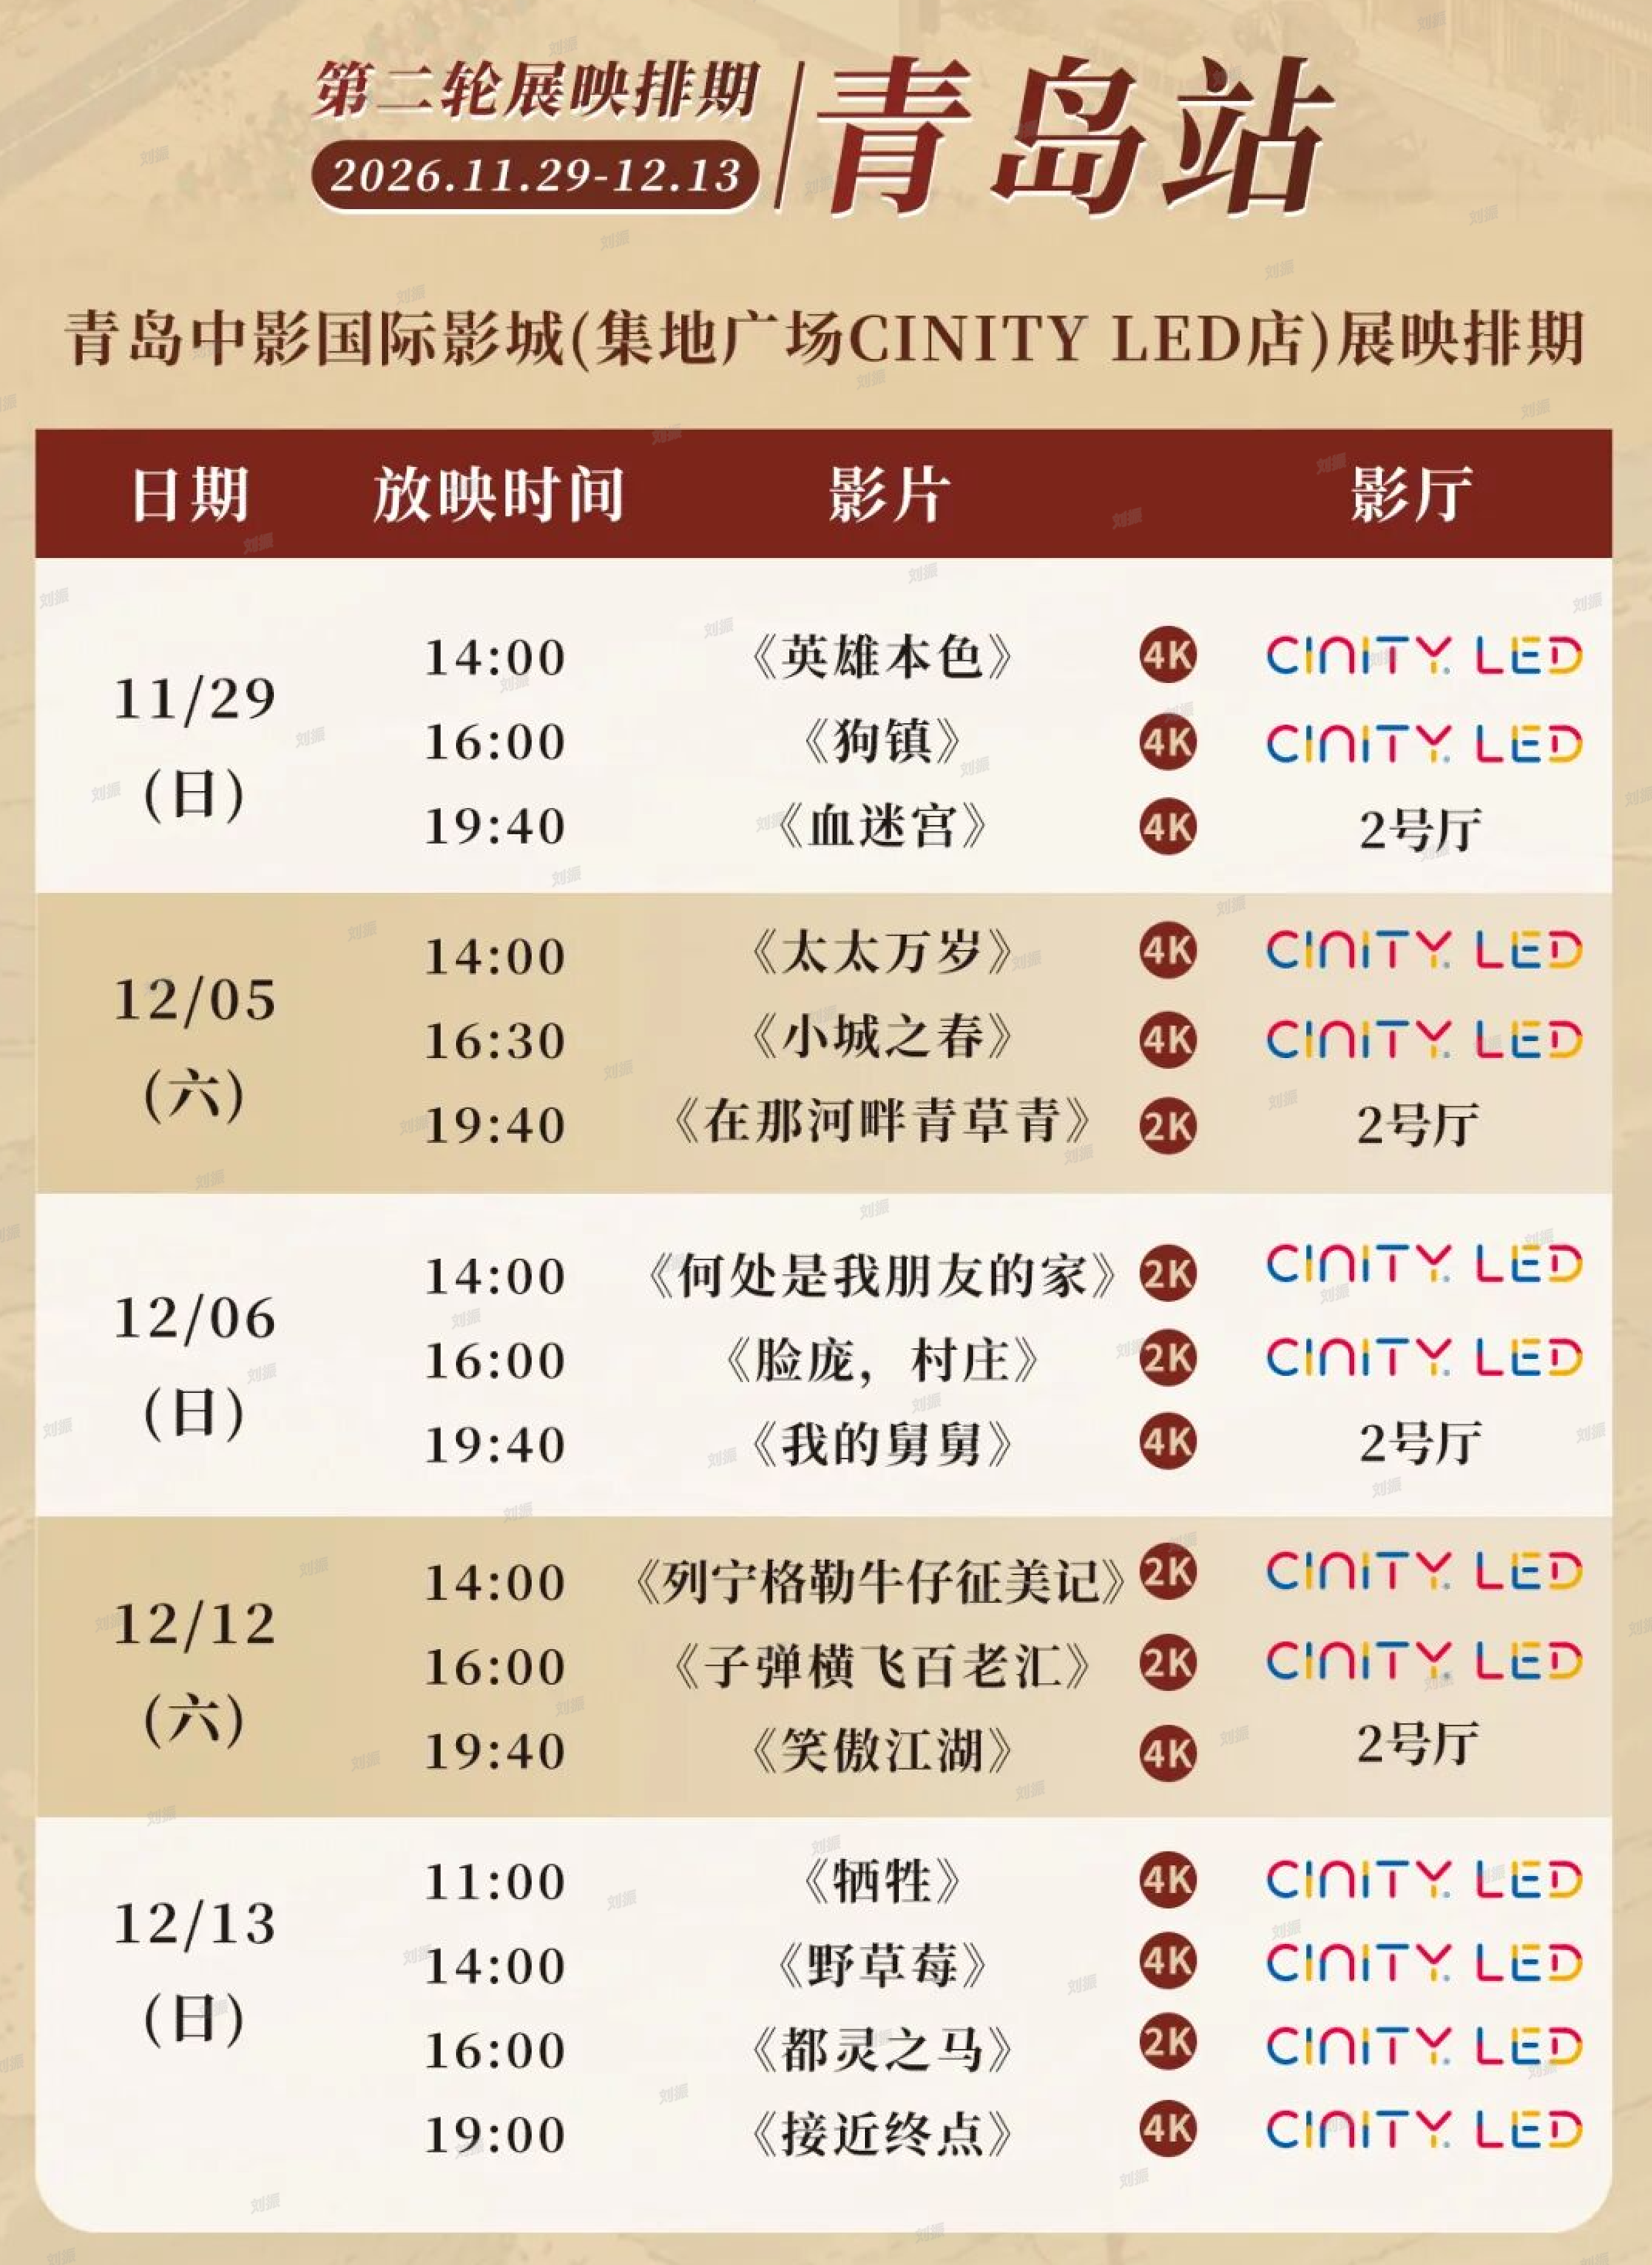 第二轮展映排期
2026.11.29-12.13
青岛站
青岛中影国际影城(集地广场CINITY LED店)展映排期
日期 放映时间 影片 影厅
11/29
(日)
14:00 《英雄本色》 4K CINITY LED
16:00 《狗镇》 4K CINITY LED
19:40 《血迷宫》 4K 2号厅
12/05
(六)
14:00 《太太万岁》 4K CINITY LED
16:30 《小城之春》 4K CINITY LED
19:40 《在那河畔青草青》 2K 2号厅
12/06
(日)
14:00 《何处是我朋友的家》 2K CINITY LED
16:00 《脸庞，村庄》 2K CINITY LED
19:40 《我的舅舅》 4K 2号厅
12/12
(六)
14:00 《列宁格勒牛仔征美记》 2K CINITY LED
16:00 《子弹横飞百老汇》 2K CINITY LED
19:40 《笑傲江湖》 4K 2号厅
12/13
(日)
11:00 《牺牲》 4K CINITY LED
14:00 《野草莓》 4K CINITY LED
16:00 《都灵之马》 2K CINITY LED
19:00 《接近终点》 4K CINITY LED
刘振